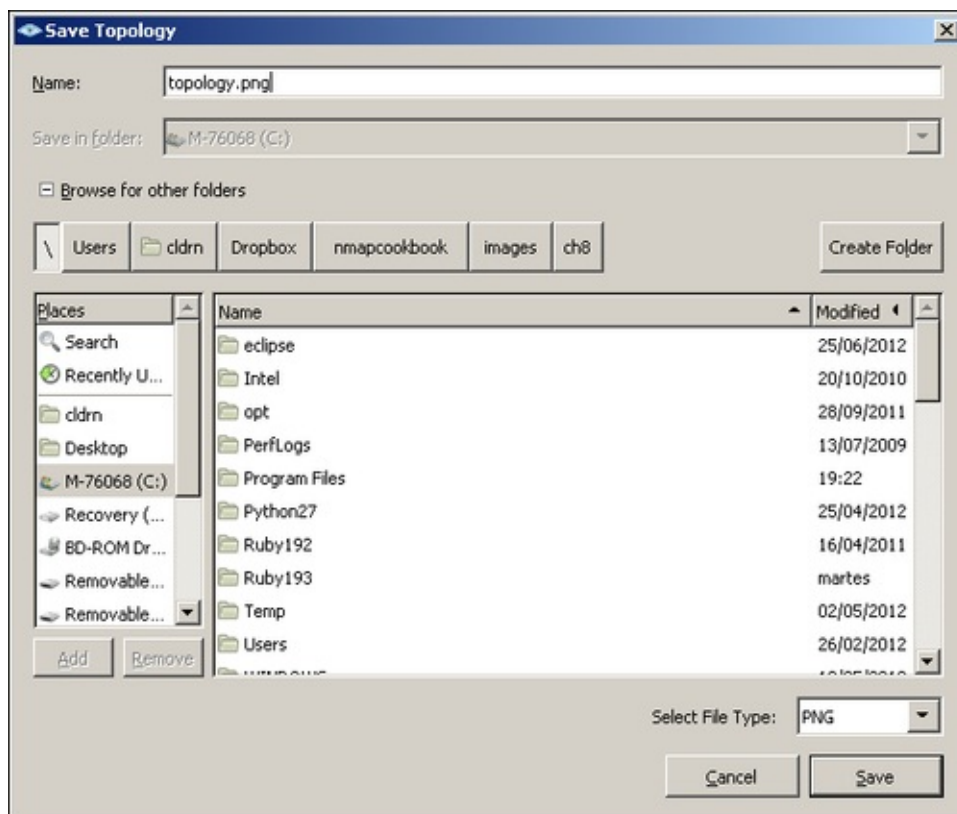 Save Topology
Name: topology.png
Save in folder: M-76068 (C:)
Browse for other folders
\ Users cldrn Dropbox nmapcookbook images ch8 Create Folder
Places
Search
Recently U...
cldrn
Desktop
M-76068 (C:)
Recovery (...
BD-ROM Dr...
Removable...
Removable...
Add Remove
Name Modified
eclipse 25/06/2012
Intel 20/10/2010
opt 28/09/2011
PerfLogs 13/07/2009
Program Files 19:22
Python27 25/04/2012
Ruby192 16/04/2011
Ruby193 martes
Temp 02/05/2012
Users 26/02/2012
Select File Type: PNG
Cancel Save